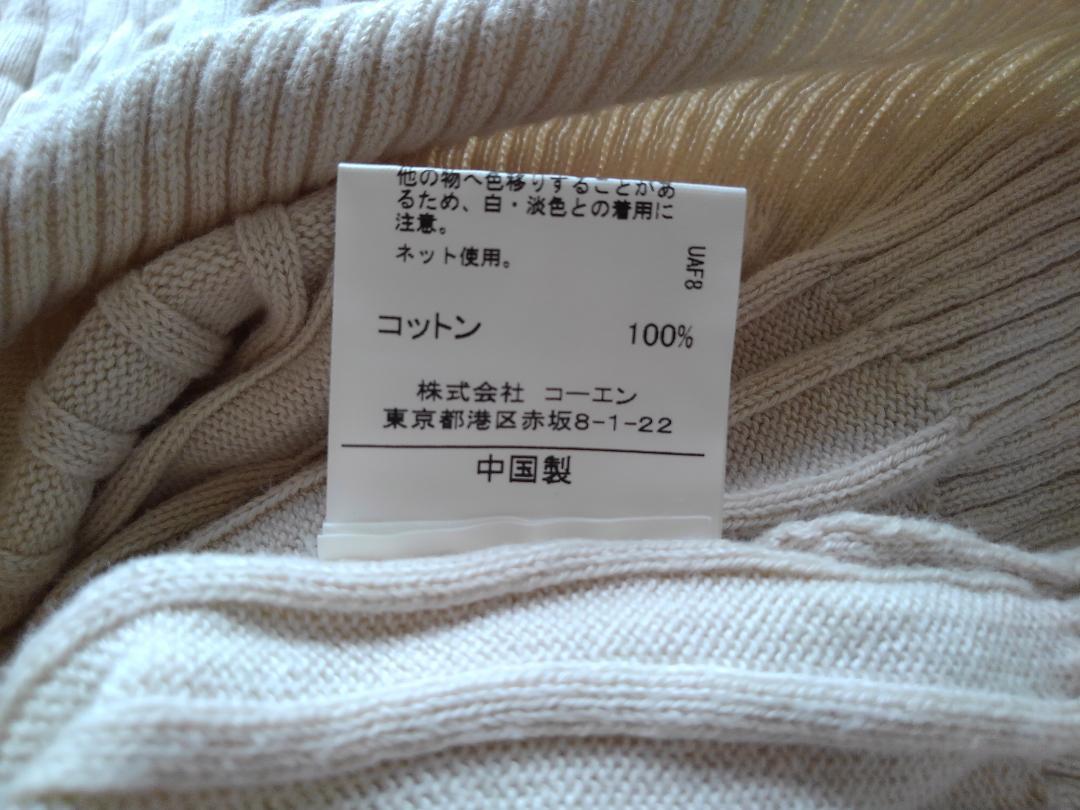 他の物へ色移りすることがあ
るため、白・淡色との着用に
注意。
ネット使用。
UAF8
コットン 100%
株式会社 コーエン
東京都港区赤坂8-1-22
中国製